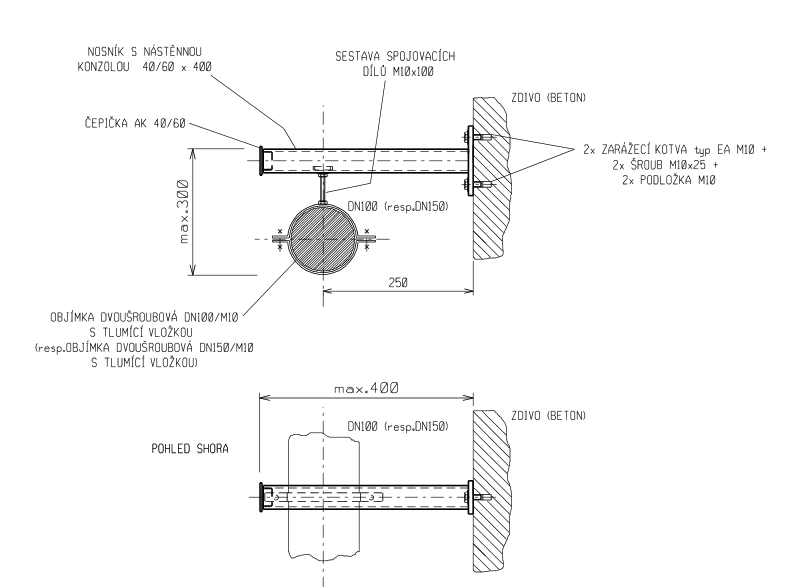 NOSNÍK S NÁSTĚNNOU
KONZOLOU 40/60 x 400
SESTAVA SPOJOVACÍCH
DÍLŮ M10x100
ZDIVO (BETON)
ČEPIČKA AK 40/60
2x ZARÁŽECÍ KOTVA typ EA M10 +
2x ŠROUB M10x25 +
2x PODLOŽKA M10
max.300
DN100 (resp.DN150)
250
OBJÍMKA DVOUŠROUBOVÁ DN100/M10
S TLUMÍCÍ VLOŽKOU
(resp.OBJÍMKA DVOUŠROUBOVÁ DN150/M10
S TLUMÍCÍ VLOŽKOU)
max.400
ZDIVO (BETON)
DN100 (resp.DN150)
POHLED SHORA